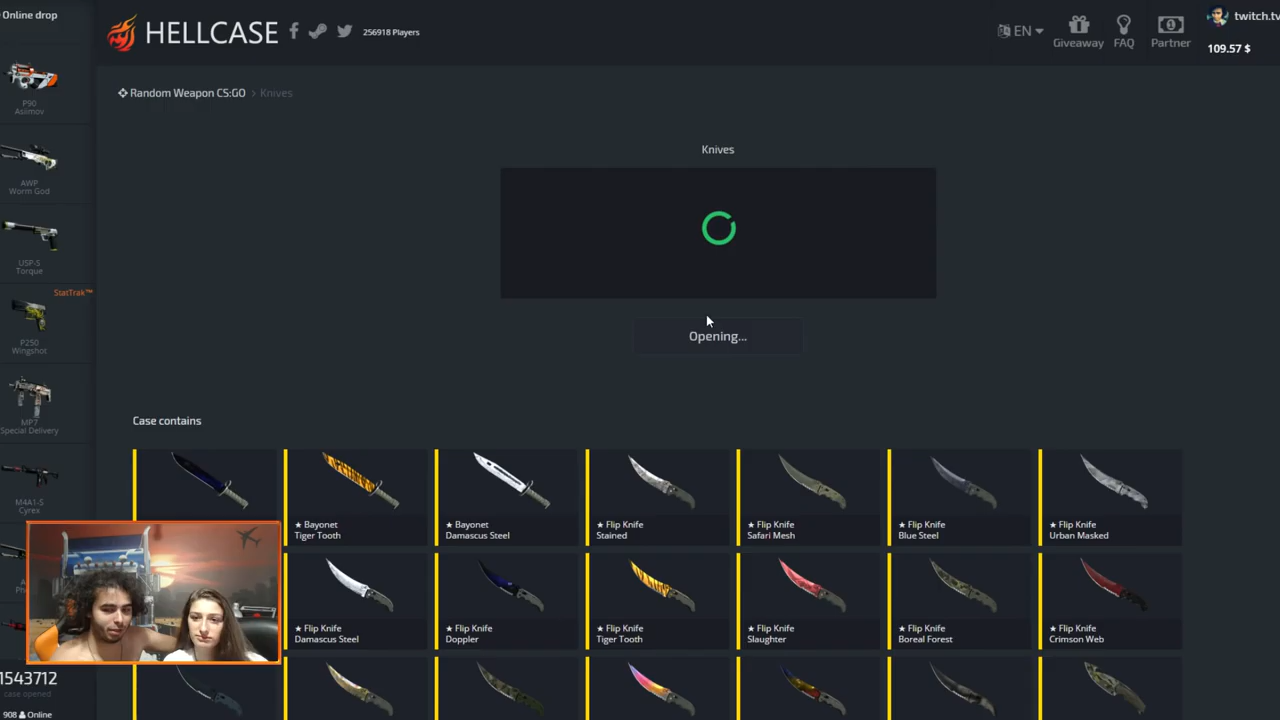 Online drop
HELLCASE
256918 Players
EN
Giveaway
FAQ
Partner
twitch.tv
109.57 $
Random Weapon CS:GO > Knives
Knives
Opening...
Case contains
P90
Asiimov
AWP
Worm God
USP-S
Torque
StatTrak™
P250
Wingshot
MP7
Special Delivery
M4A1-S
Cyrex
1543712
case opened
908 Online
★ Bayonet
Tiger Tooth
★ Bayonet
Damascus Steel
★ Flip Knife
Stained
★ Flip Knife
Safari Mesh
★ Flip Knife
Blue Steel
★ Flip Knife
Urban Masked
★ Flip Knife
Damascus Steel
★ Flip Knife
Doppler
★ Flip Knife
Tiger Tooth
★ Flip Knife
Slaughter
★ Flip Knife
Boreal Forest
★ Flip Knife
Crimson Web